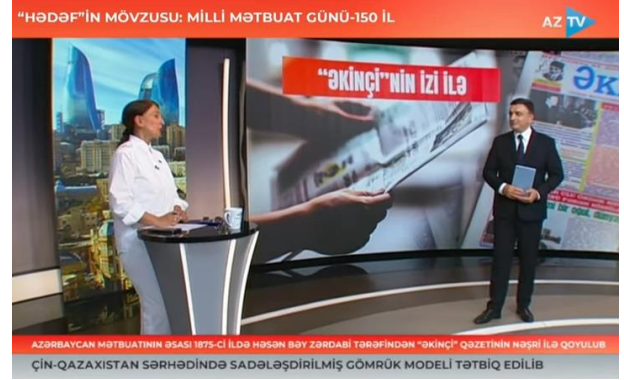 “HƏDƏF”İN MÖVZUSU: MİLLİ MƏTBUAT GÜNÜ-150 İL
AZTV
“ƏKİNÇİ”NİN İZİ İLƏ
Ək
AZƏRBAYCAN MƏTBUATININ ƏSASI 1875-Cİ İLDƏ HƏSƏN BƏY ZƏRDABİ TƏRƏFİNDƏN “ƏKİNÇİ” QƏZETİNİN NƏŞRİ İLƏ QOYULUB
ÇİN-QAZAXISTAN SƏRHƏDİNDƏ SADƏLƏŞDİRİLMİŞ GÖMRÜK MODELİ TƏTBİQ EDİLİB